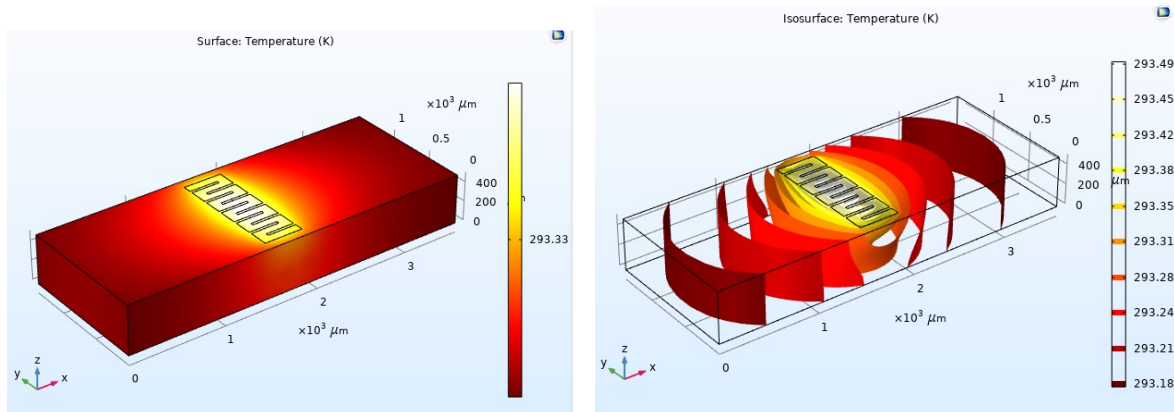 Surface: Temperature (K)
×10³ μm
1
0.5
0
400
200
0
293.33
3
2
×10³ μm
1
0
z
y
x
Isosurface: Temperature (K)
×10³ μm
1
0.5
0
400
200
μm
0
3
2
×10³ μm
1
0
z
y
x
293.49
293.45
293.42
293.38
293.35
293.31
293.28
293.24
293.21
293.18